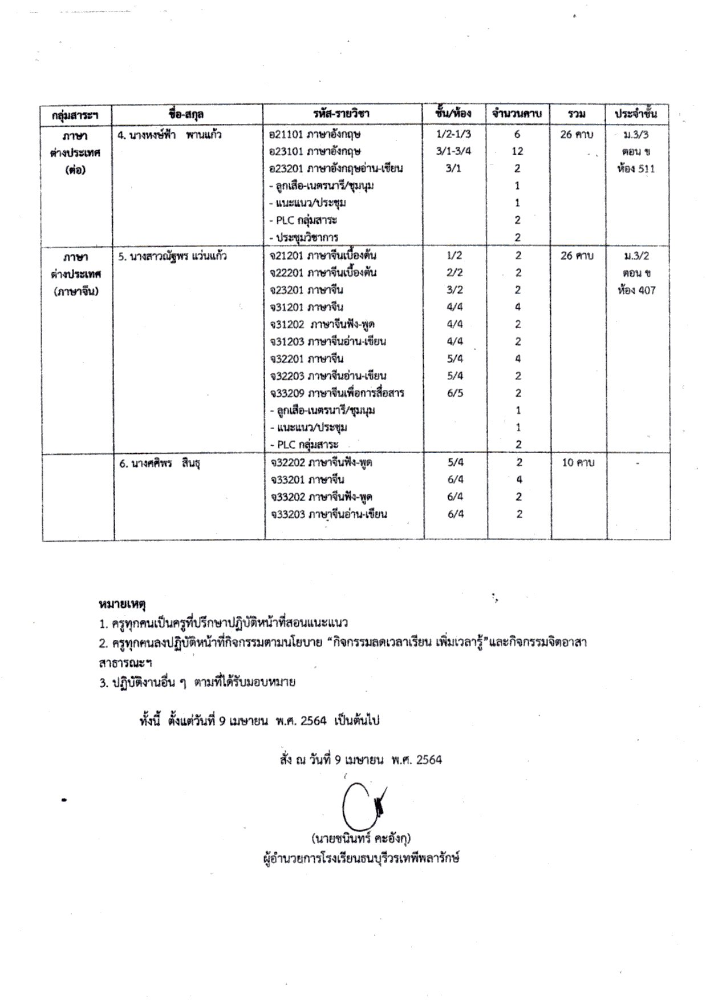 กลุ่มสาระฯ ชื่อ-สกุล รหัส-รายวิชา ชั้น/ห้อง จำนวนคาบ รวม ประจำชั้น
ภาษา 4. นางหงษ์ฟ้า พานแก้ว อ21101 ภาษาอังกฤษ 1/2-1/3 6 26 คาบ ม.3/3
ต่างประเทศ อ23101 ภาษาอังกฤษ 3/1-3/4 12 ตอน ข
(ต่อ) อ23201 ภาษาอังกฤษอ่าน-เขียน 3/1 2 ห้อง 511
- ลูกเสือ-เนตรนารี/ชุมนุม 1
- แนะแนว/ประชุม 1
- PLC กลุ่มสาระ 2
- ประชุมวิชาการ 2
ภาษา 5. นางสาวณัฐพร แว่นแก้ว จ21201 ภาษาจีนเบื้องต้น 1/2 2 26 คาบ ม.3/2
ต่างประเทศ จ22201 ภาษาจีนเบื้องต้น 2/2 2 ตอน ข
(ภาษาจีน) จ23201 ภาษาจีน 3/2 2 ห้อง 407
จ31201 ภาษาจีน 4/4 4
จ31202 ภาษาจีนฟัง-พูด 4/4 2
จ31203 ภาษาจีนอ่าน-เขียน 4/4 2
จ32201 ภาษาจีน 5/4 4
จ32203 ภาษาจีนอ่าน-เขียน 5/4 2
จ33209 ภาษาจีนเพื่อการสื่อสาร 6/5 2
- ลูกเสือ-เนตรนารี/ชุมนุม 1
- แนะแนว/ประชุม 1
- PLC กลุ่มสาระ 2
6. นางศศิพร สินธุ จ32202 ภาษาจีนฟัง-พูด 5/4 2 10 คาบ -
จ33201 ภาษาจีน 6/4 4
จ33202 ภาษาจีนฟัง-พูด 6/4 2
จ33203 ภาษาจีนอ่าน-เขียน 6/4 2
หมายเหตุ
1. ครูทุกคนเป็นครูที่ปรึกษาปฏิบัติหน้าที่สอนแนะแนว
2. ครูทุกคนลงปฏิบัติหน้าที่กิจกรรมตามนโยบาย “กิจกรรมลดเวลาเรียน เพิ่มเวลารู้”และกิจกรรมจิตอาสา
สาธารณะฯ
3. ปฏิบัติงานอื่น ๆ ตามที่ได้รับมอบหมาย
ทั้งนี้ ตั้งแต่วันที่ 9 เมษายน พ.ศ. 2564 เป็นต้นไป
สั่ง ณ วันที่ 9 เมษายน พ.ศ. 2564
(นายชนินทร์ คะอังกุ)
ผู้อำนวยการโรงเรียนธนบุรีวรเทพีพลารักษ์